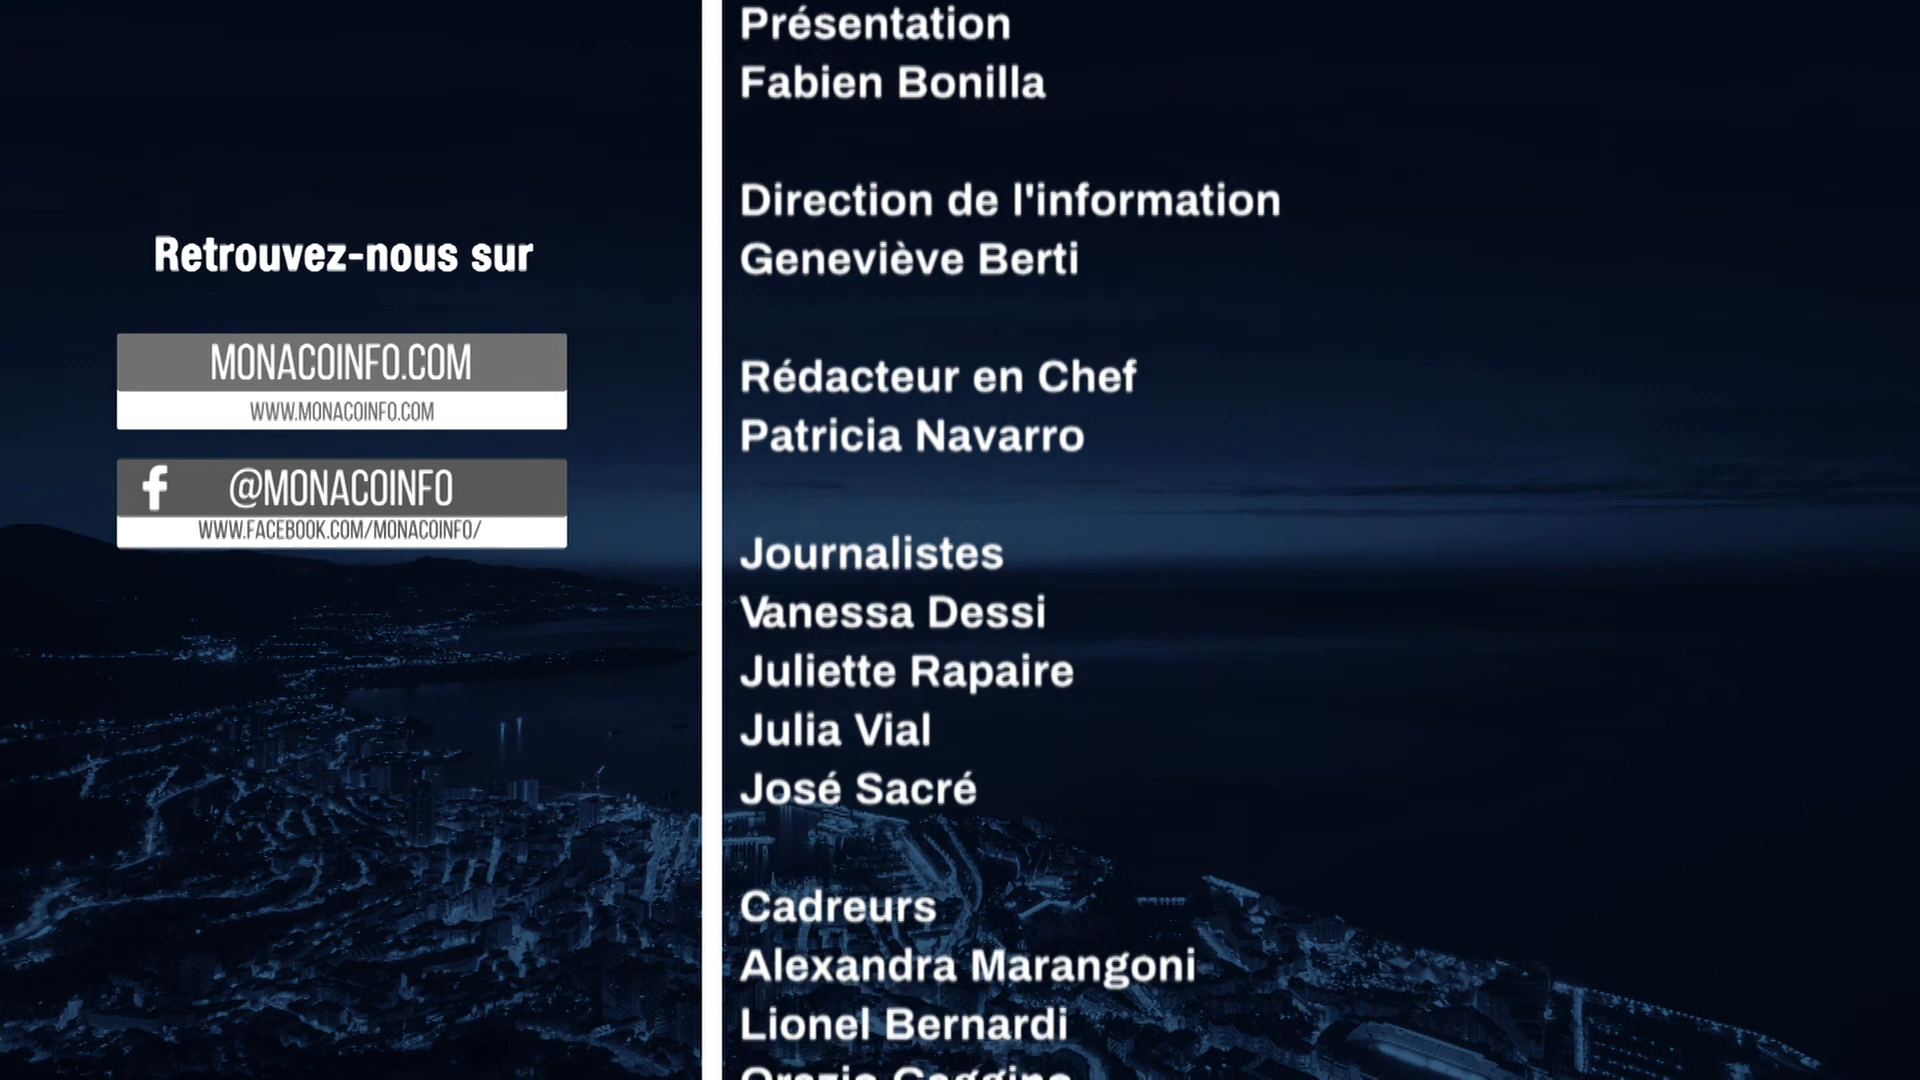 Retrouvez-nous sur
MONACOINFO.COM
WWW.MONACOINFO.COM
@MONACOINFO
WWW.FACEBOOK.COM/MONACOINFO/
Présentation
Fabien Bonilla
Direction de l'information
Geneviève Berti
Rédacteur en Chef
Patricia Navarro
Journalistes
Vanessa Dessi
Juliette Rapaire
Julia Vial
José Sacré
Cadreurs
Alexandra Marangoni
Lionel Bernardi